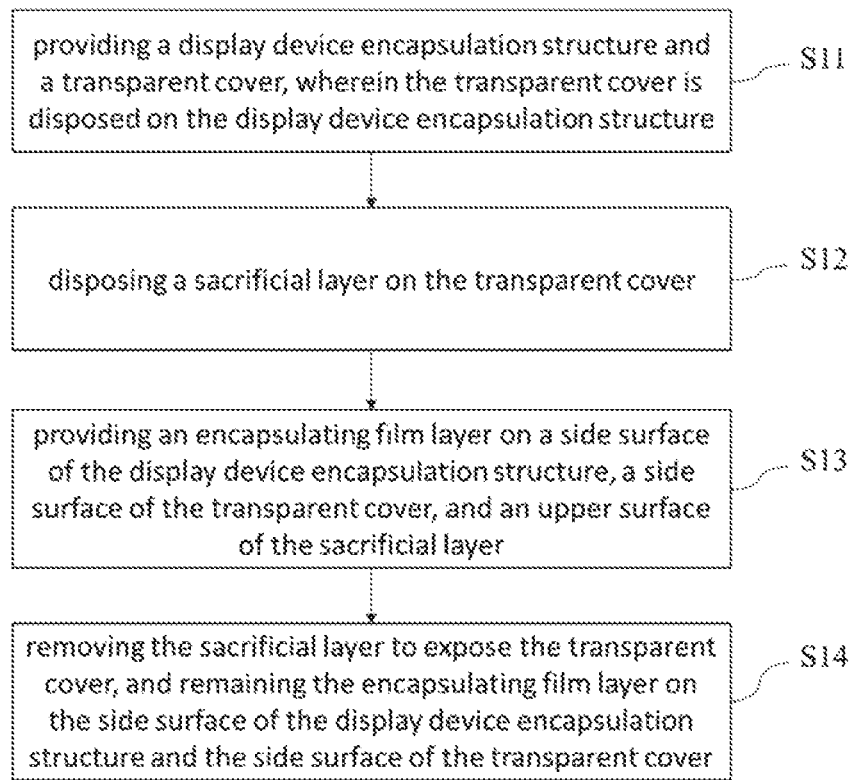 providing a display device encapsulation structure and
a transparent cover, wherein the transparent cover is
disposed on the display device encapsulation structure
S11
disposing a sacrificial layer on the transparent cover
S12
providing an encapsulating film layer on a side surface
of the display device encapsulation structure, a side
surface of the transparent cover, and an upper surface
of the sacrificial layer
S13
removing the sacrificial layer to expose the transparent
cover, and remaining the encapsulating film layer on
the side surface of the display device encapsulation
structure and the side surface of the transparent cover
S14